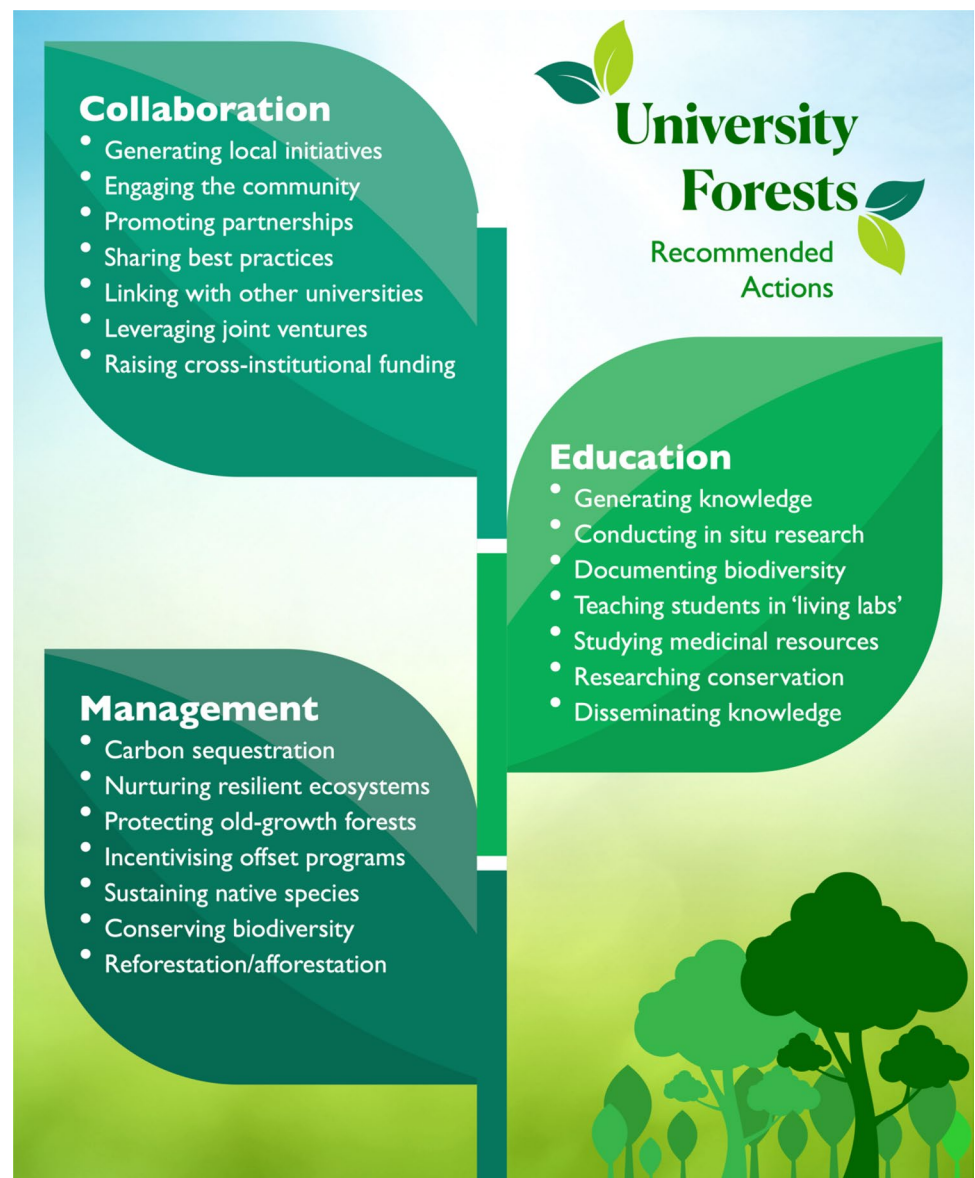 University
Forests
Recommended
Actions
Collaboration
• Generating local initiatives
• Engaging the community
• Promoting partnerships
• Sharing best practices
• Linking with other universities
• Leveraging joint ventures
• Raising cross-institutional funding
Education
• Generating knowledge
• Conducting in situ research
• Documenting biodiversity
• Teaching students in ‘living labs’
• Studying medicinal resources
• Researching conservation
• Disseminating knowledge
Management
• Carbon sequestration
• Nurturing resilient ecosystems
• Protecting old-growth forests
• Incentivising offset programs
• Sustaining native species
• Conserving biodiversity
• Reforestation/afforestation